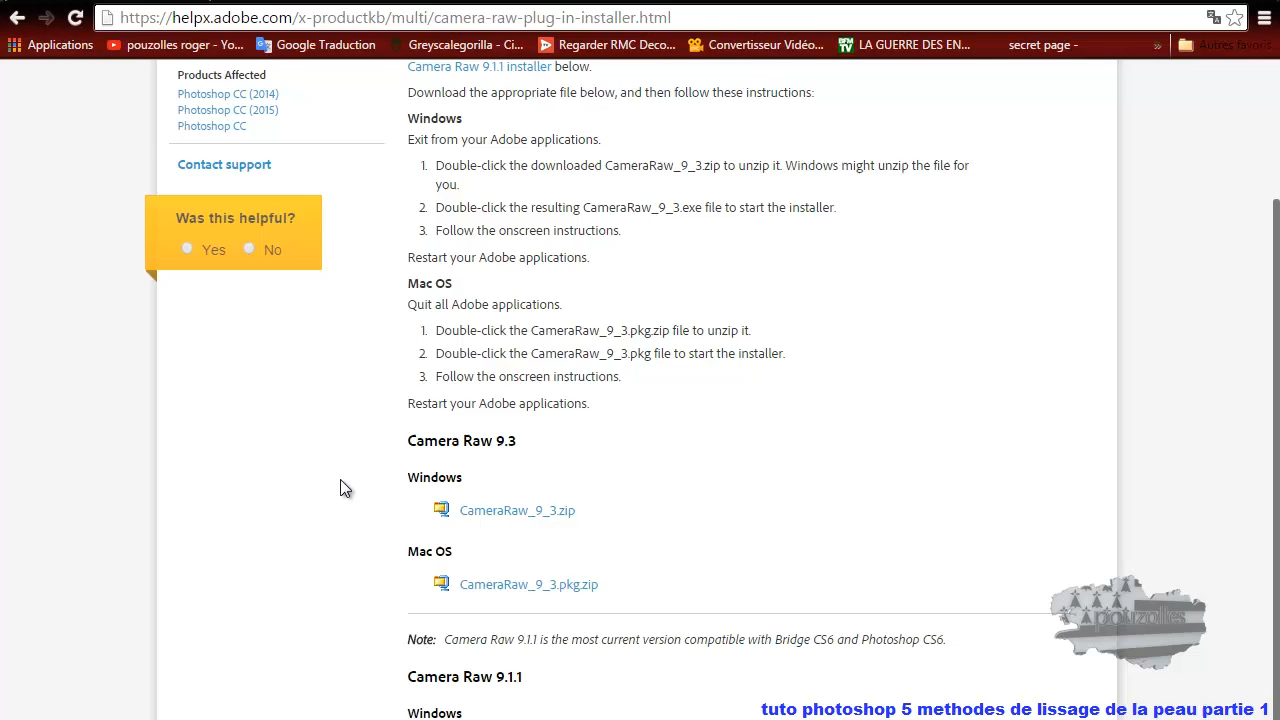 https://helpx.adobe.com/x-productkb/multi/camera-raw-plug-in-installer.html
Applications
pouzolles roger - Yo...
Google Traduction
Greyscalegorilla - Ci...
Regarder RMC Deco...
Convertisseur Vidéo...
LA GUERRE DES EN...
secret page -
»
Autres favoris
Products Affected
Photoshop CC (2014)
Photoshop CC (2015)
Photoshop CC
Contact support
Was this helpful?
Yes No
Camera Raw 9.1.1 installer below.
Download the appropriate file below, and then follow these instructions:
Windows
Exit from your Adobe applications.
1. Double-click the downloaded CameraRaw_9_3.zip to unzip it. Windows might unzip the file for
you.
2. Double-click the resulting CameraRaw_9_3.exe file to start the installer.
3. Follow the onscreen instructions.
Restart your Adobe applications.
Mac OS
Quit all Adobe applications.
1. Double-click the CameraRaw_9_3.pkg.zip file to unzip it.
2. Double-click the CameraRaw_9_3.pkg file to start the installer.
3. Follow the onscreen instructions.
Restart your Adobe applications.
Camera Raw 9.3
Windows
CameraRaw_9_3.zip
Mac OS
CameraRaw_9_3.pkg.zip
Note: Camera Raw 9.1.1 is the most current version compatible with Bridge CS6 and Photoshop CS6.
Camera Raw 9.1.1
Windows
pouzolles
tuto photoshop 5 methodes de lissage de la peau partie 1